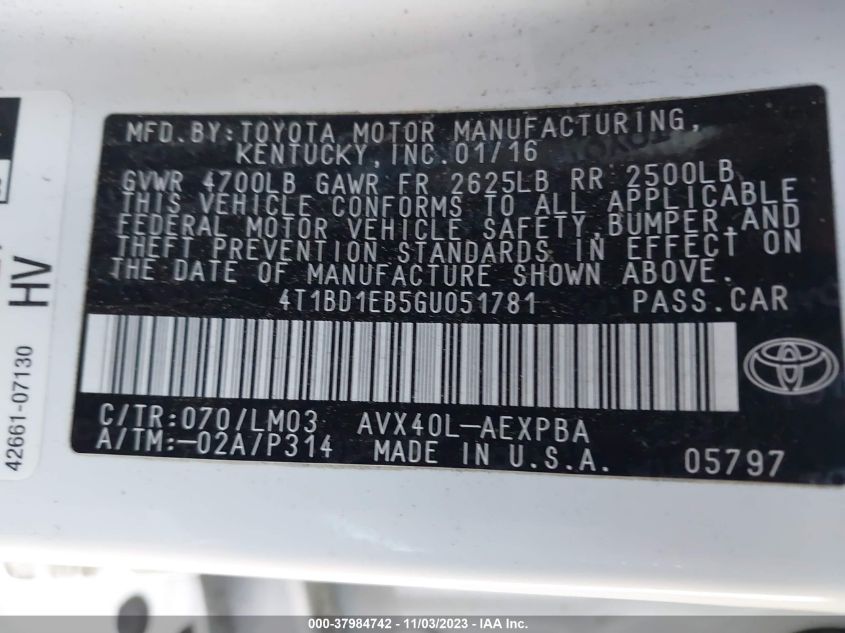 MFD.BY:TOYOTA MOTOR MANUFACTURING,
KENTUCKY,INC.01/16
GVWR 4700LB GAWR FR 2625LB RR 2500LB
THIS VEHICLE CONFORMS TO ALL APPLICABLE
FEDERAL MOTOR VEHICLE SAFETY,BUMPER,AND
THEFT PREVENTION STANDARDS IN EFFECT ON
THE DATE OF MANUFACTURE SHOWN ABOVE.
4T1BD1EB5GU051781 PASS.CAR
C/TR:070/LM03 AVX40L-AEXPBA
A/TM:-02A/P314 MADE IN U.S.A. 05797
HV
42661-07130
000-37984742 - 11/03/2023 - IAAI.COM